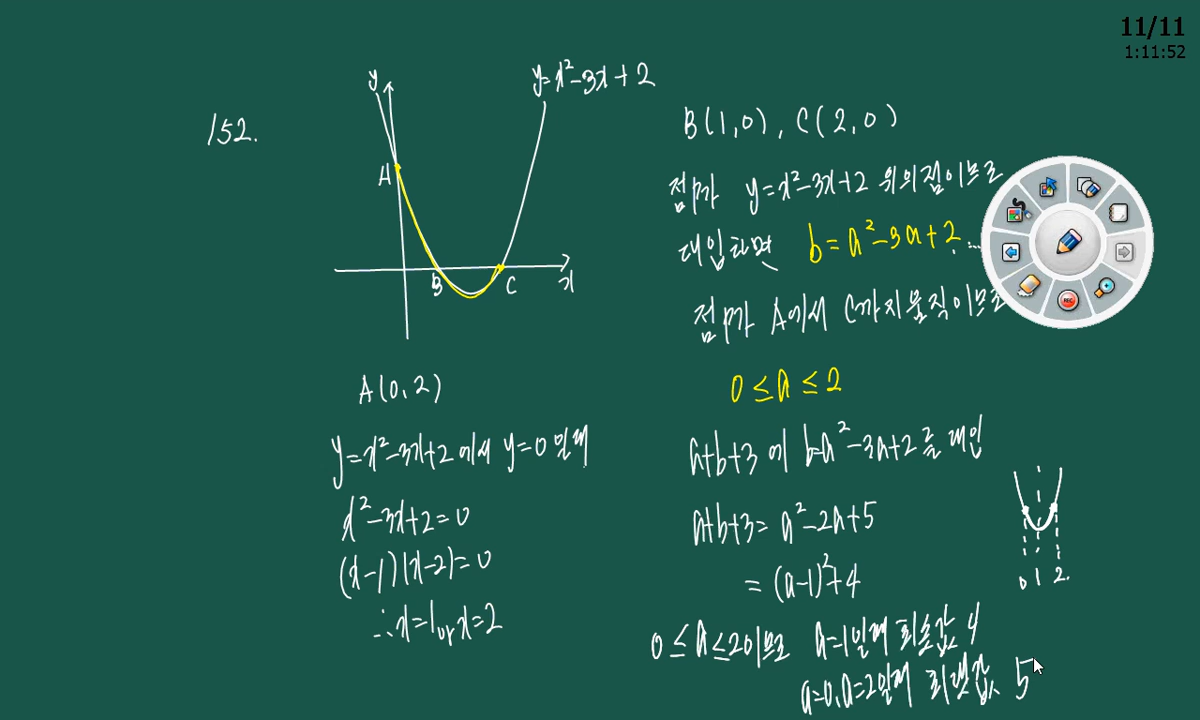 11/11
1:11:52
152.
y
y=x²-3x+2
A
B
C
x
A(0,2)
y=x²-3x+2에서 y=0일때
x²-3x+2=0
(x-1)(x-2)=0
∴x=1 or x=2
B(1,0), C(2,0)
점P가 y=x²-3x+2 위의점이므로
대입하면 b=a²-3a+2. ...
점P가 A에서 C까지움직이므로
0≤a≤2
a+b+3에 b=a²-3a+2를 대입
a+b+3=a²-2a+5
=(a-1)²+4
0 1 2.
0≤a≤2이므로 a=1일때 최솟값 4
a=0,a=2일때 최댓값 5
REC